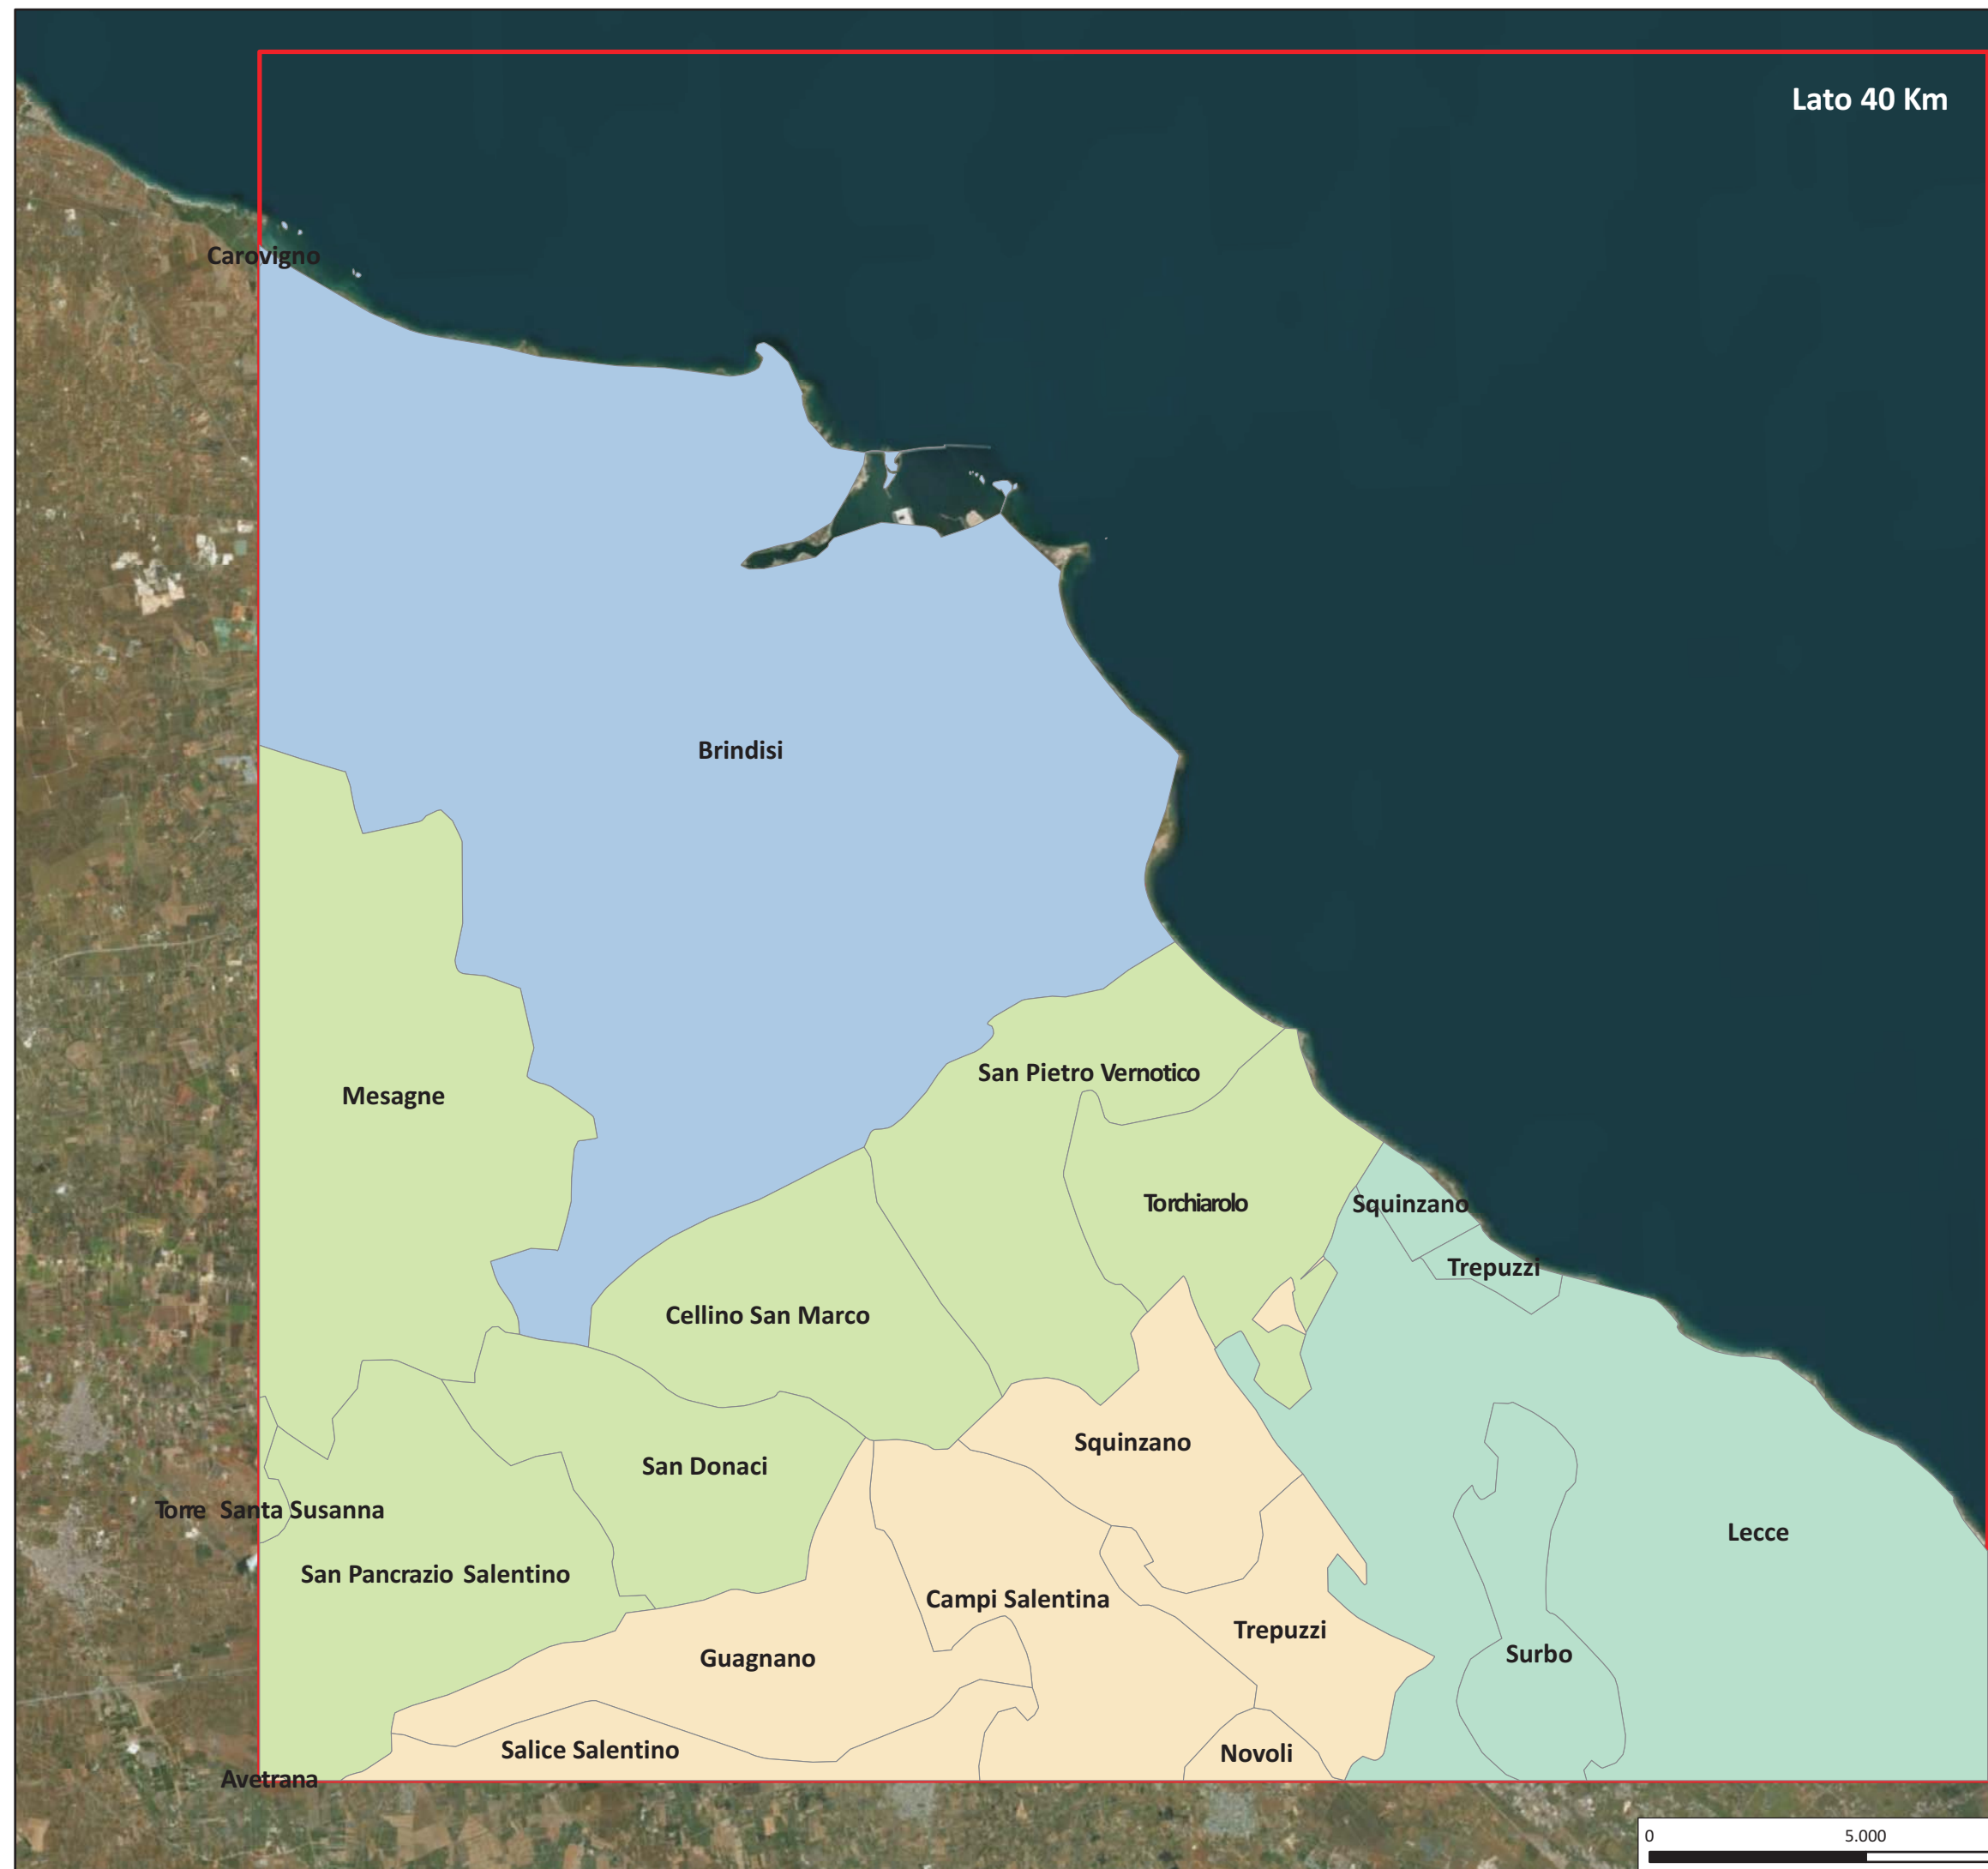 Lato 40 Km
Carovigno
Brindisi
San Pietro Vernotico
Mesagne
Torchiarolo
Squinzano
Trepuzzi
Cellino San Marco
Squinzano
San Donaci
Torre Santa Susanna
Lecce
San Pancrazio Salentino
Campi Salentina
Trepuzzi
Surbo
Guagnano
Salice Salentino
Novoli
Avetrana
0 5.000